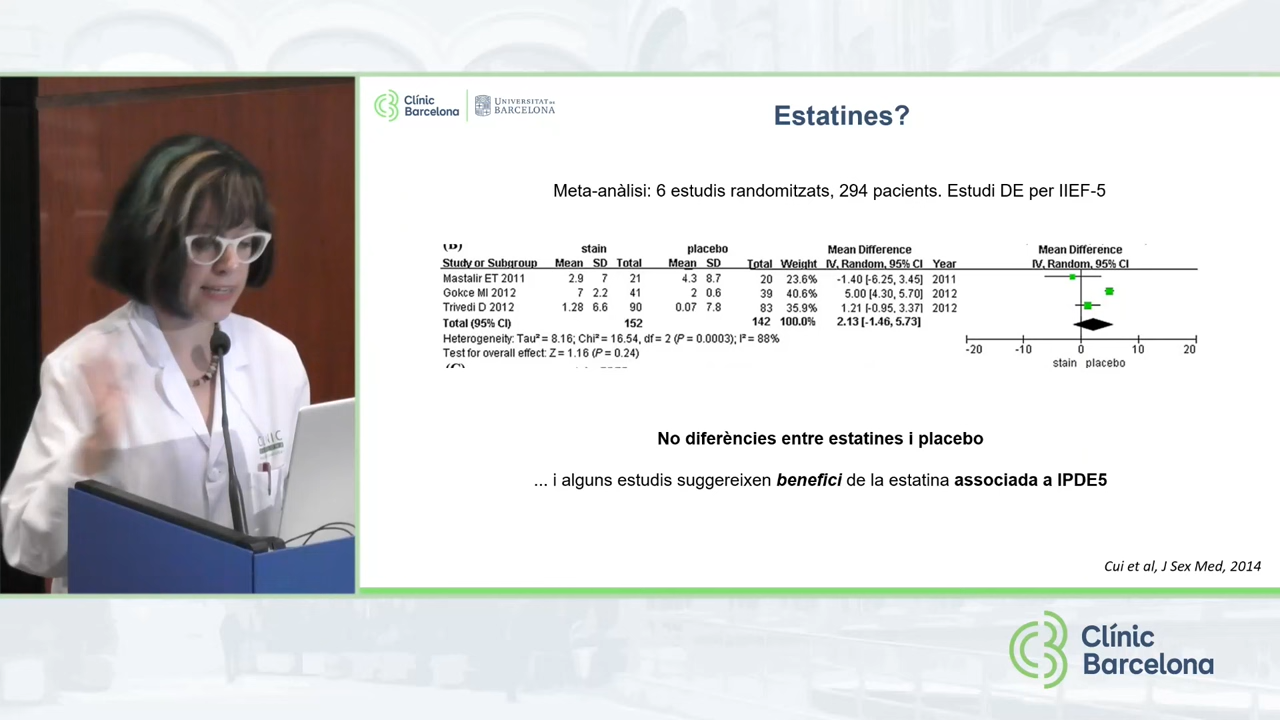 Clínic
Barcelona
UNIVERSITAT DE
BARCELONA
Estatines?
Meta-anàlisi: 6 estudis randomitzats, 294 pacients. Estudi DE per IIEF-5
stain placebo Mean Difference Mean Difference
Study or Subgroup Mean SD Total Mean SD Total Weight IV, Random, 95% CI Year IV, Random, 95% CI
Mastalir ET 2011 2.9 7 21 4.3 8.7 20 23.6% -1.40 [-6.25, 3.45] 2011
Gokce MI 2012 7 2.2 41 2 0.6 39 40.6% 5.00 [4.30, 5.70] 2012
Trivedi D 2012 1.28 6.6 90 0.07 7.8 83 35.9% 1.21 [-0.95, 3.37] 2012
Total (95% CI) 152 142 100.0% 2.13 [-1.46, 5.73]
Heterogeneity: Tau² = 8.16; Chi² = 16.54, df = 2 (P = 0.0003); I² = 88%
Test for overall effect: Z = 1.16 (P = 0.24)
-20 -10 0 10 20
stain placebo
No diferències entre estatines i placebo
... i alguns estudis suggereixen benefici de la estatina associada a IPDE5
Cui et al, J Sex Med, 2014
Clínic
Barcelona